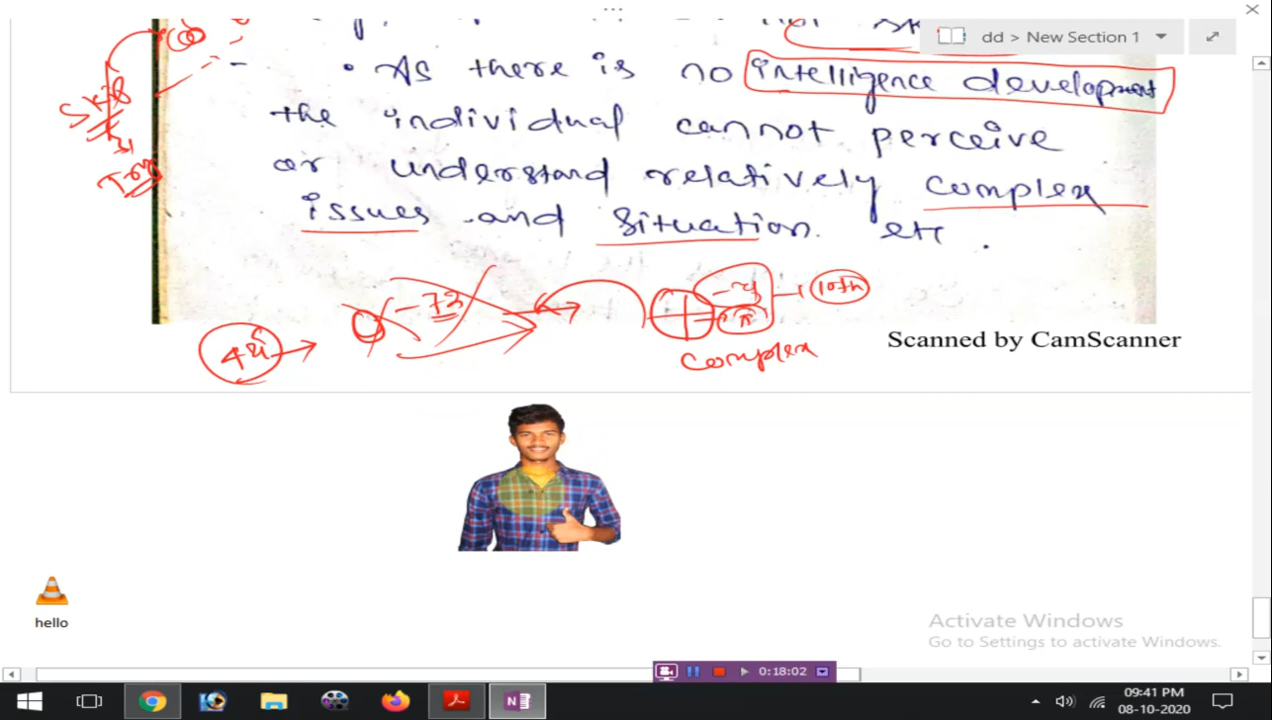 dd > New Section 1
• As there is no intelligence development
Skill
the individual cannot perceive
or understand relatively complex
issues and situation. etc.
10th
complex
Scanned by CamScanner
hello
Activate Windows
Go to Settings to activate Windows.
0:18:02
09:41 PM
08-10-2020